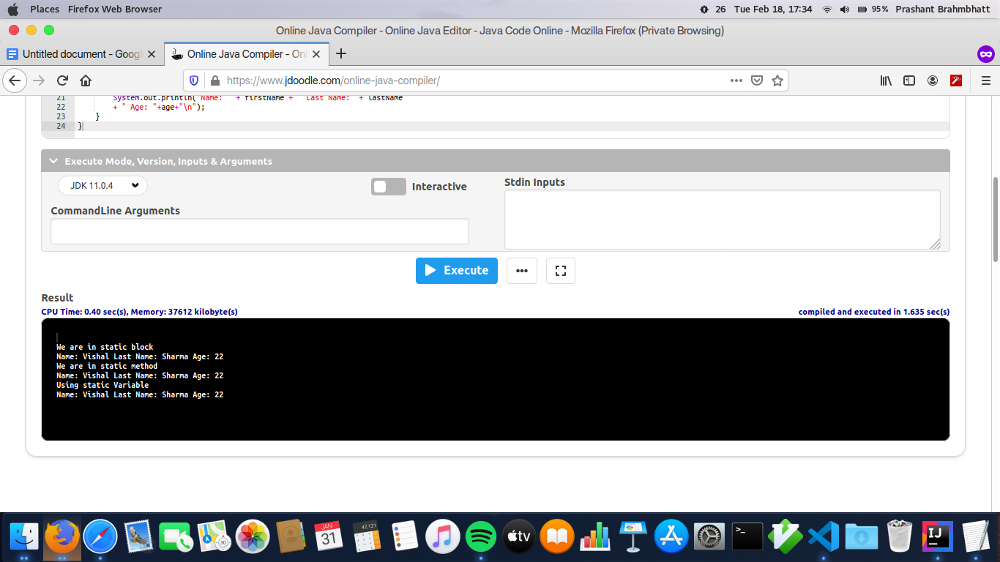 Places Firefox Web Browser 26 Tue Feb 18, 17:34 95% Prashant Brahmbhatt
Online Java Compiler - Online Java Editor - Java Code Online - Mozilla Firefox (Private Browsing)
Untitled document - Goog Online Java Compiler - Onl
https://www.jdoodle.com/online-java-compiler/
21 System.out.println("Name: " + firstName + " Last Name: "+ lastName
22 + " Age: "+age+"\n");
23 }
24 }
Execute Mode, Version, Inputs & Arguments
JDK 11.0.4 Interactive Stdin Inputs
CommandLine Arguments
Execute
Result
CPU Time: 0.40 sec(s), Memory: 37612 kilobyte(s) compiled and executed in 1.635 sec(s)
We are in static block
Name: Vishal Last Name: Sharma Age: 22
We are in static method
Name: Vishal Last Name: Sharma Age: 22
Using static Variable
Name: Vishal Last Name: Sharma Age: 22
JAN
31
47,121
3D
tv
>_
IJ